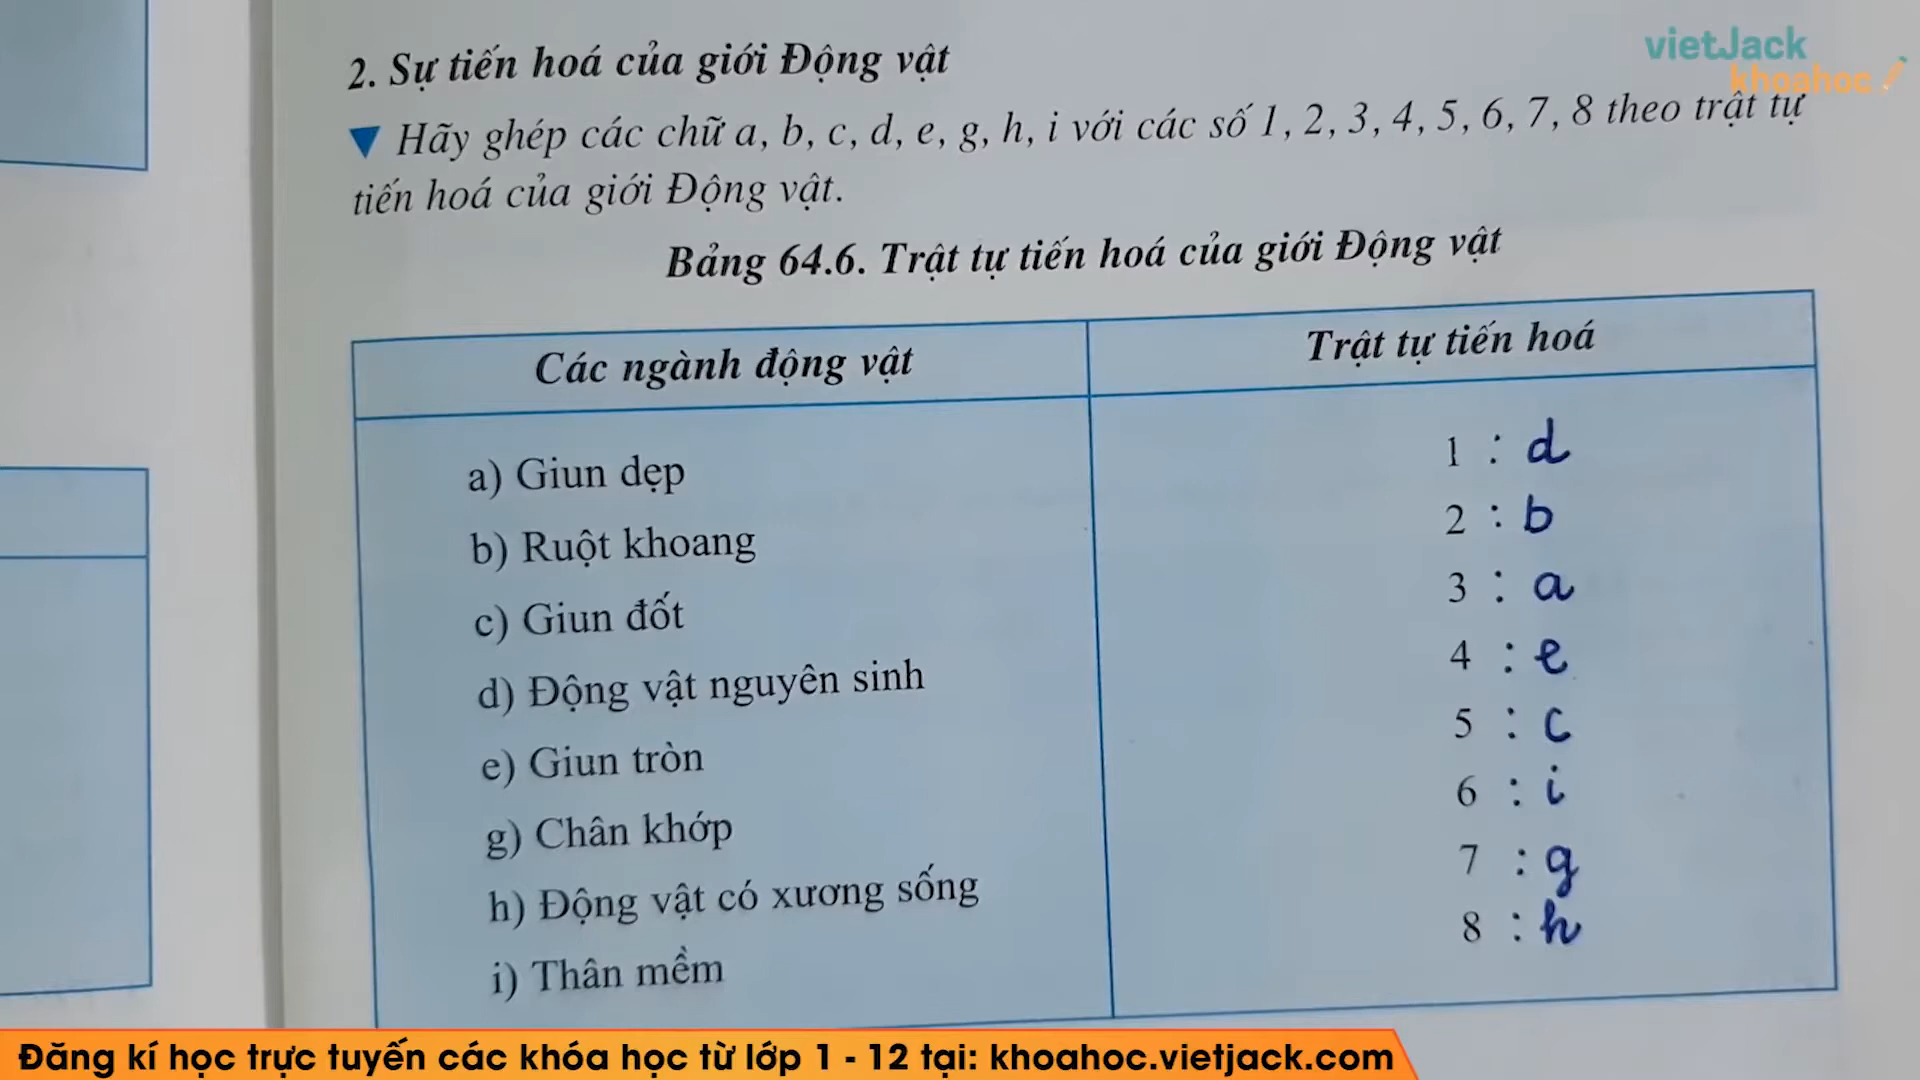 vietJack
khoahoc
2. Sự tiến hoá của giới Động vật
▼ Hãy ghép các chữ a, b, c, d, e, g, h, i với các số 1, 2, 3, 4, 5, 6, 7, 8 theo trật tự
tiến hoá của giới Động vật.
Bảng 64.6. Trật tự tiến hoá của giới Động vật
Các ngành động vật
Trật tự tiến hoá
a) Giun dẹp
b) Ruột khoang
c) Giun đốt
d) Động vật nguyên sinh
e) Giun tròn
g) Chân khớp
h) Động vật có xương sống
i) Thân mềm
1 : d
2 : b
3 : a
4 : e
5 : c
6 : i
7 : g
8 : h
Đăng kí học trực tuyến các khóa học từ lớp 1 - 12 tại: khoahoc.vietjack.com